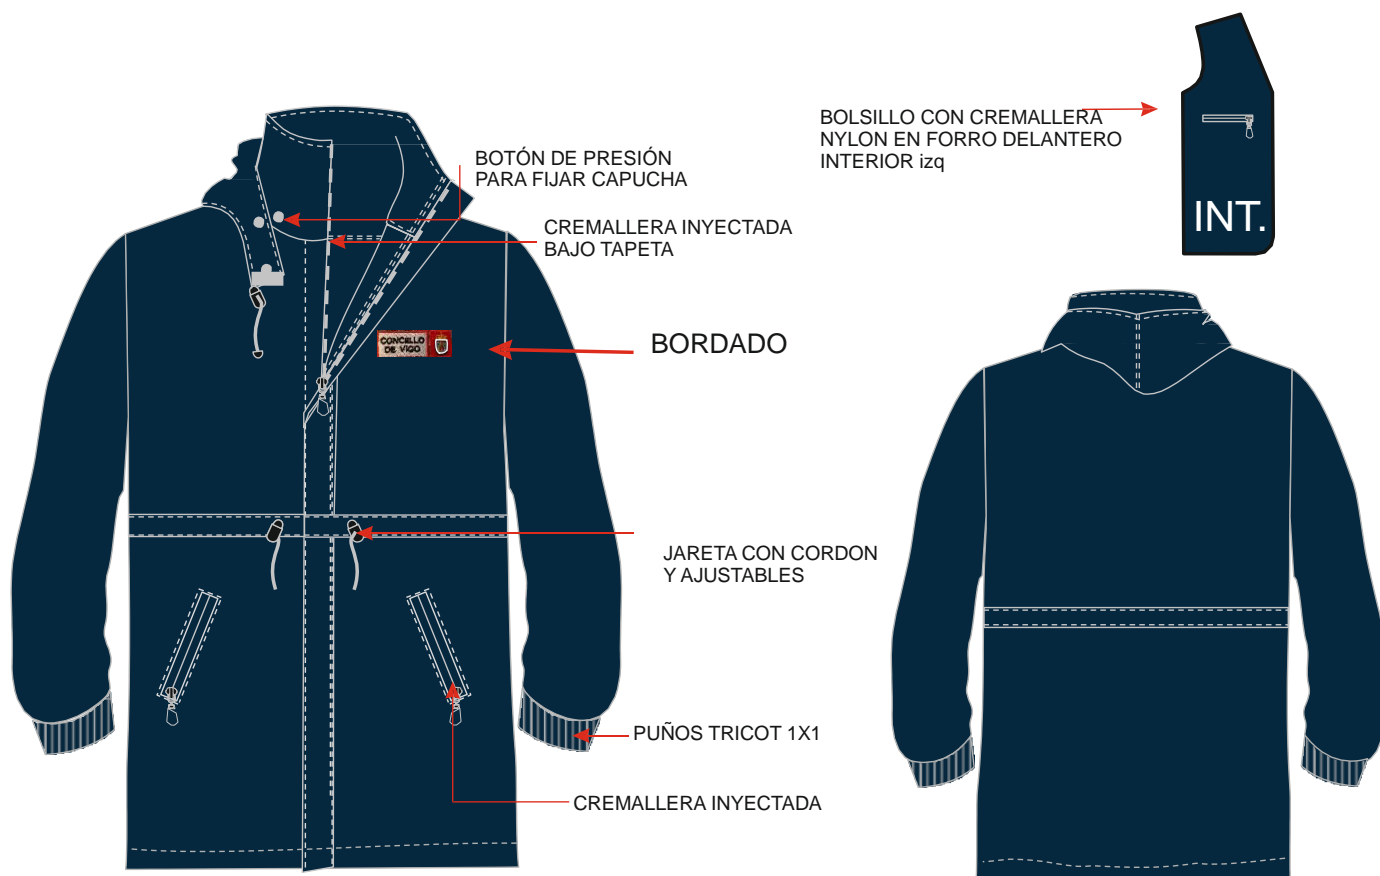 BOLSILLO CON CREMALLERA
NYLON EN FORRO DELANTERO
INTERIOR izq
INT.
BOTÓN DE PRESIÓN
PARA FIJAR CAPUCHA
CREMALLERA INYECTADA
BAJO TAPETA
CONCELLO
DE VIGO
BORDADO
JARETA CON CORDON
Y AJUSTABLES
PUÑOS TRICOT 1X1
CREMALLERA INYECTADA